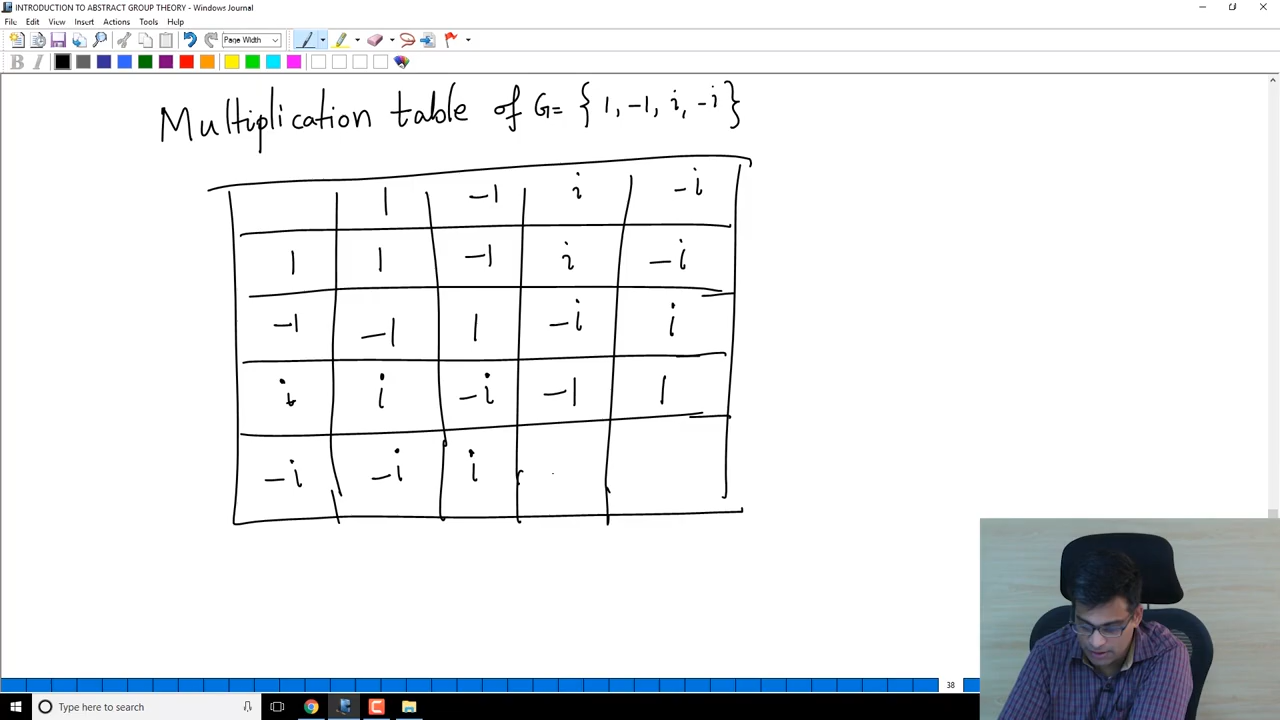 INTRODUCTION TO ABSTRACT GROUP THEORY - Windows Journal
File Edit View Insert Actions Tools Help
Page Width
B I
Multiplication table of G= { 1, -1, i, -i }
1 -1 i -i
1 1 -1 i -i
-1 -1 1 -i i
i i -i -1 1
-i -i i
38
Type here to search